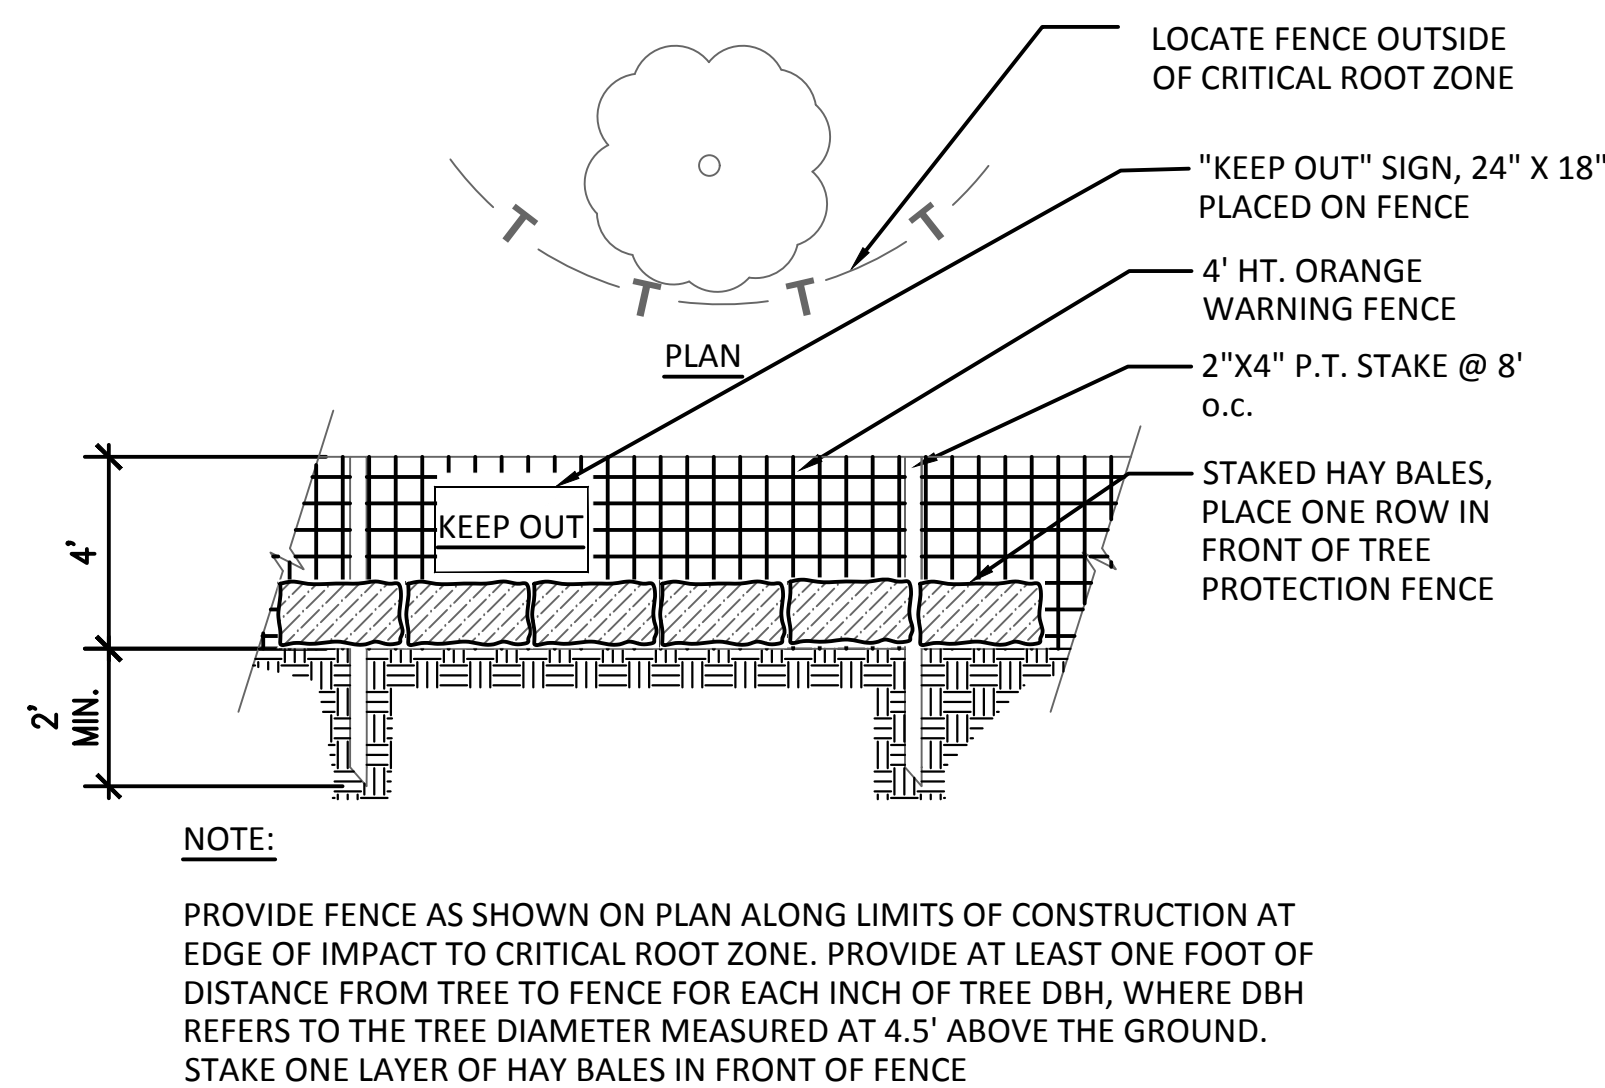 LOCATE FENCE OUTSIDE
OF CRITICAL ROOT ZONE
"KEEP OUT" SIGN, 24" X 18"
PLACED ON FENCE
4' HT. ORANGE
WARNING FENCE
PLAN
2"X4" P.T. STAKE @ 8'
o.c.
STAKED HAY BALES,
PLACE ONE ROW IN
FRONT OF TREE
PROTECTION FENCE
KEEP OUT
4'
2'
MIN.
NOTE:
PROVIDE FENCE AS SHOWN ON PLAN ALONG LIMITS OF CONSTRUCTION AT
EDGE OF IMPACT TO CRITICAL ROOT ZONE. PROVIDE AT LEAST ONE FOOT OF
DISTANCE FROM TREE TO FENCE FOR EACH INCH OF TREE DBH, WHERE DBH
REFERS TO THE TREE DIAMETER MEASURED AT 4.5' ABOVE THE GROUND.
STAKE ONE LAYER OF HAY BALES IN FRONT OF FENCE